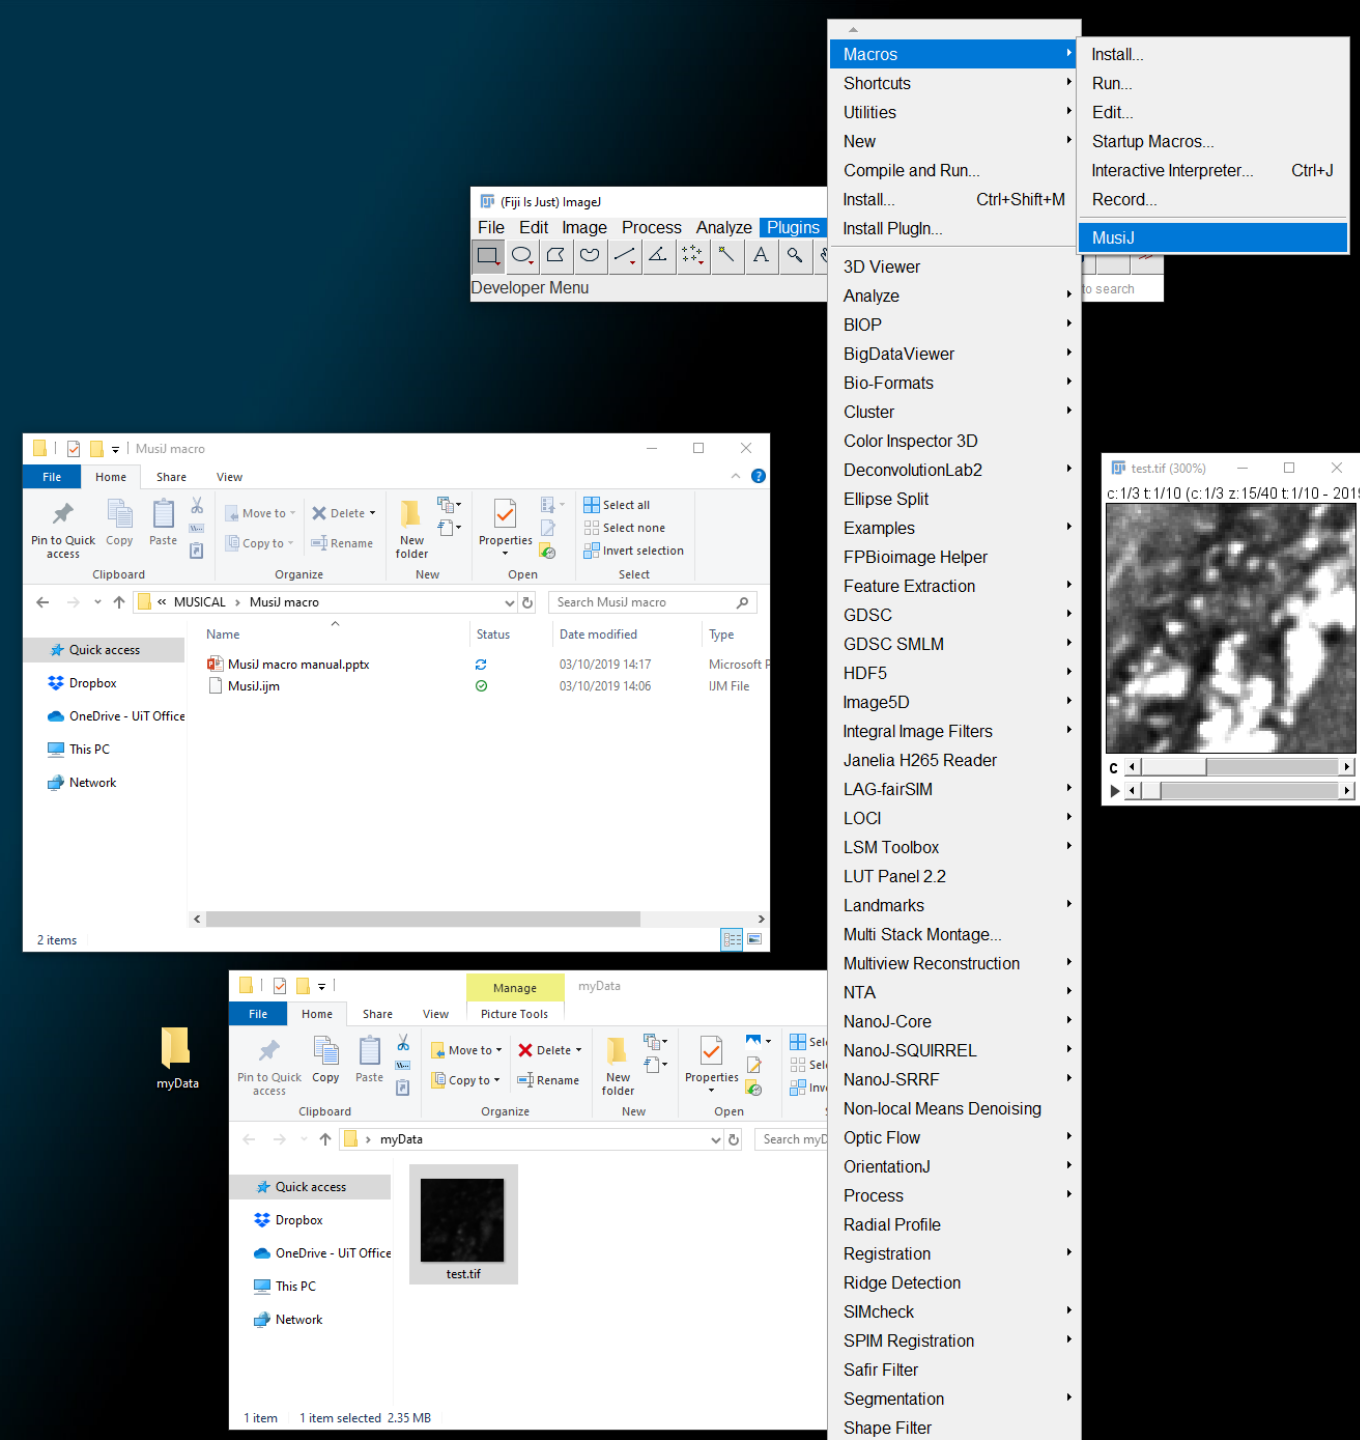 Macros
Shortcuts
Utilities
New
Compile and Run...
Install... Ctrl+Shift+M
Install PlugIn...
3D Viewer
Analyze
BIOP
BigDataViewer
Bio-Formats
Cluster
Color Inspector 3D
DeconvolutionLab2
Ellipse Split
Examples
FPBioimage Helper
Feature Extraction
GDSC
GDSC SMLM
HDF5
Image5D
Integral Image Filters
Janelia H265 Reader
LAG-fairSIM
LOCI
LSM Toolbox
LUT Panel 2.2
Landmarks
Multi Stack Montage...
Multiview Reconstruction
NTA
NanoJ-Core
NanoJ-SQUIRREL
NanoJ-SRRF
Non-local Means Denoising
Optic Flow
OrientationJ
Process
Radial Profile
Registration
Ridge Detection
SIMcheck
SPIM Registration
Safir Filter
Segmentation
Shape Filter
Install...
Run...
Edit...
Startup Macros...
Interactive Interpreter... Ctrl+J
Record...
MusiJ
(Fiji Is Just) ImageJ
File Edit Image Process Analyze Plugins
Developer Menu
to search
MusiJ macro
File Home Share View
Pin to Quick access
Copy
Paste
Clipboard
Move to
Copy to
Delete
Rename
Organize
New folder
New
Properties
Open
Select all
Select none
Invert selection
Select
« MUSICAL › MusiJ macro
Search MusiJ macro
Name Status Date modified Type
MusiJ macro manual.pptx 03/10/2019 14:17 Microsoft P
MusiJ.ijm 03/10/2019 14:06 IJM File
Quick access
Dropbox
OneDrive - UiT Office
This PC
Network
2 items
test.tif (300%)
c:1/3 t:1/10 (c:1/3 z:15/40 t:1/10 - 2019
c
myData
Manage myData
File Home Share View Picture Tools
Pin to Quick access
Copy
Paste
Clipboard
Move to
Copy to
Delete
Rename
Organize
New folder
New
Properties
Open
Sel
Sel
Inv
› myData
Search myD
Quick access
Dropbox
OneDrive - UiT Office
This PC
Network
test.tif
1 item 1 item selected 2.35 MB